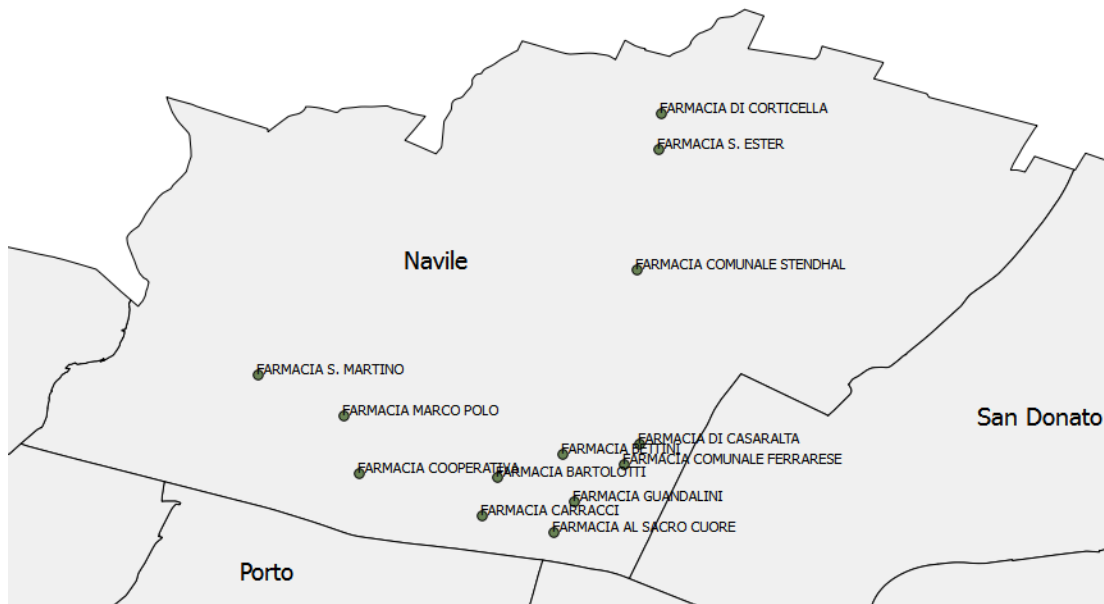 FARMACIA DI CORTICELLA
FARMACIA S. ESTER
Navile
FARMACIA COMUNALE STENDHAL
FARMACIA S. MARTINO
FARMACIA MARCO POLO
San Donato
FARMACIA DI CASARALTA
FARMACIA BETTINI
FARMACIA COMUNALE FERRARESE
FARMACIA COOPERATIVA
FARMACIA BARTOLOTTI
FARMACIA GUANDALINI
FARMACIA CARRACCI
FARMACIA AL SACRO CUORE
Porto